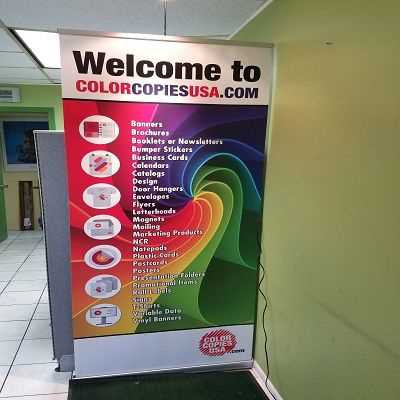 Welcome to
COLORCOPIESUSA.COM
Banners
Brochures
Booklets or Newsletters
Bumper Stickers
Business Cards
Calendars
Catalogs
Design
Door Hangers
Envelopes
Flyers
Letterheads
Magnets
Mailing
Marketing Products
NCR
Notepads
Plastic Cards
Postcards
Posters
Presentation Folders
Promotional Items
Roll Labels
Signs
T-Shirts
Variable Data
Vinyl Banners
COLOR
COPIES
USA.COM